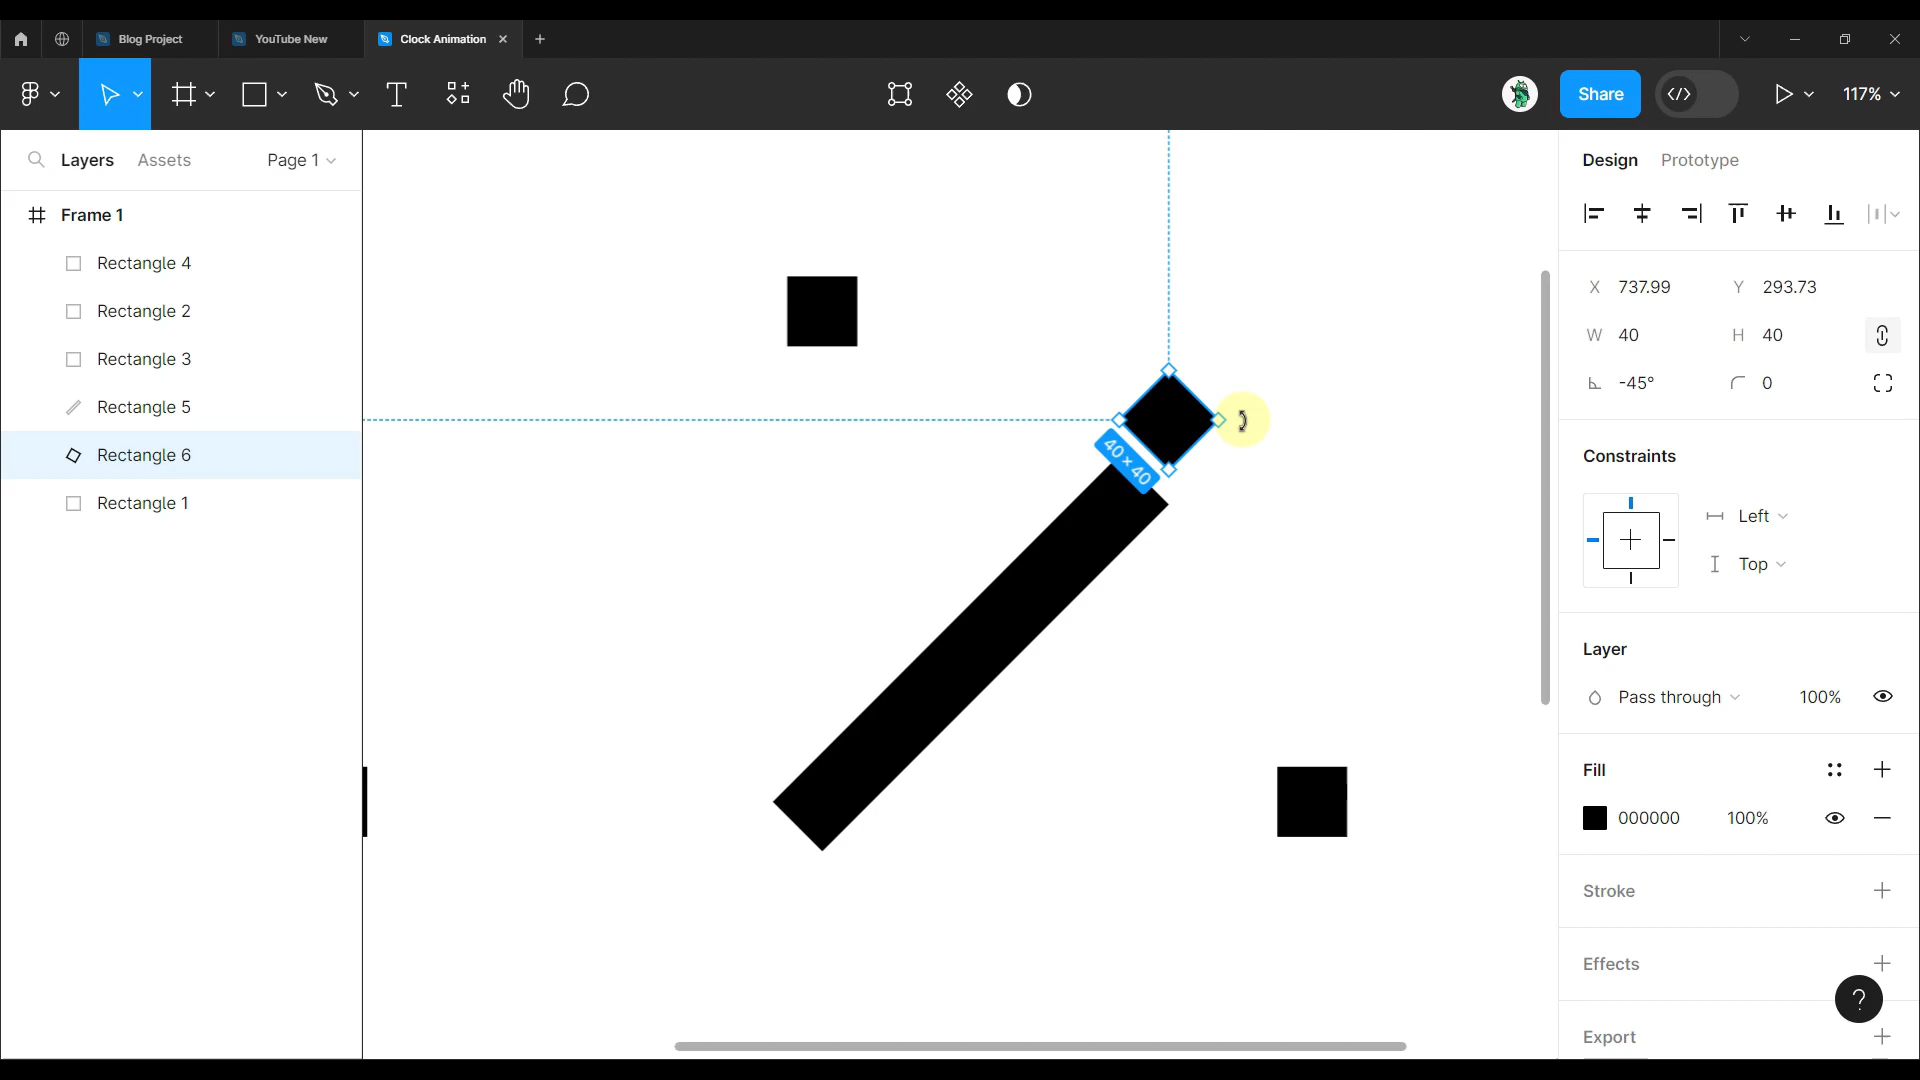 Blog Project
YouTube New
Clock Animation
Share
117%
Layers
Assets
Page 1
Design
Prototype
Frame 1
Rectangle 4
Rectangle 2
Rectangle 3
Rectangle 5
Rectangle 6
Rectangle 1
40 × 40
X 737.99 Y 293.73
W 40 H 40
-45° 0
Constraints
Left
Top
Layer
Pass through 100%
Fill
000000 100%
Stroke
Effects
?
Export